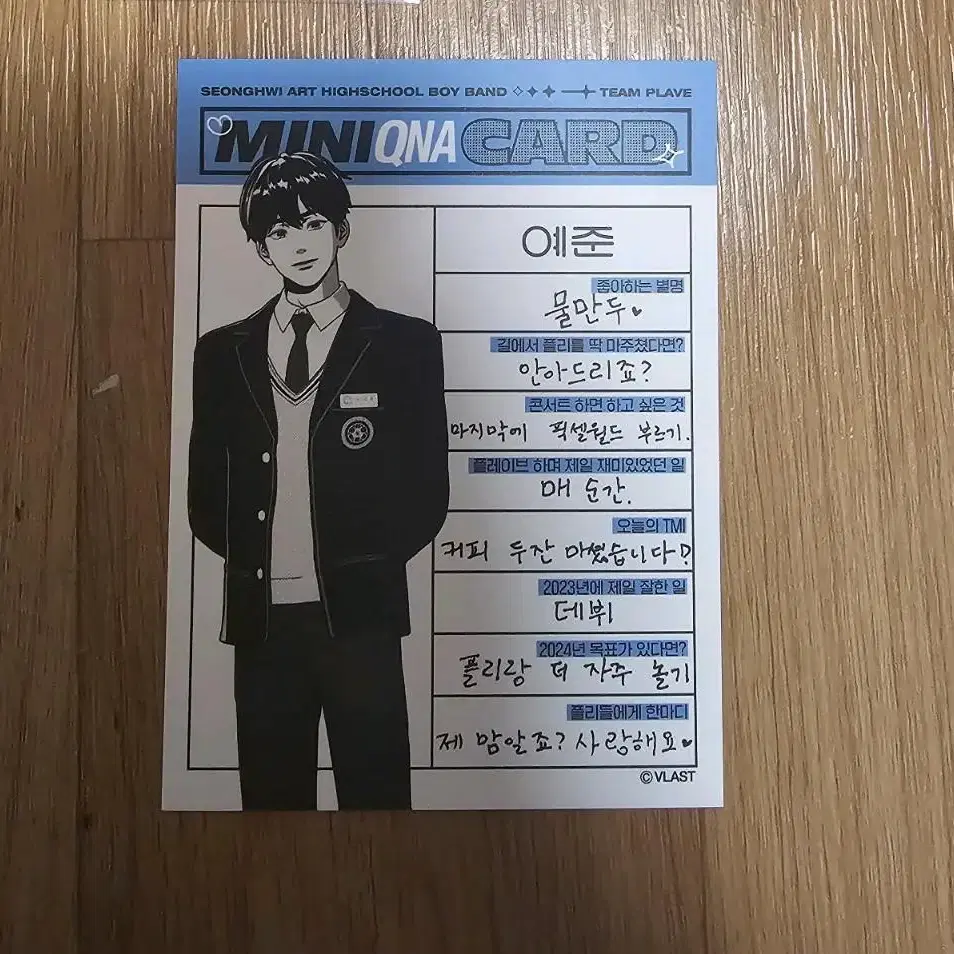 SEONGHWI ART HIGHSCHOOL BOY BAND TEAM PLAVE
MINI QNA CARD
예준
좋아하는 별명
물만두♥
길에서 플리를 딱 마주쳤다면?
안아드리죠?
콘서트 하면 하고 싶은 것
마지막에 픽셀월드 부르기.
플레이브 하며 제일 재미있었던 일
매 순간.
오늘의 TMI
커피 두잔 마셨습니다!
2023년에 제일 잘한 일
데뷔
2024년 목표가 있다면?
플리랑 더 자주 놀기
플리들에게 한마디
제 맘알죠? 사랑해요♥
©VLAST